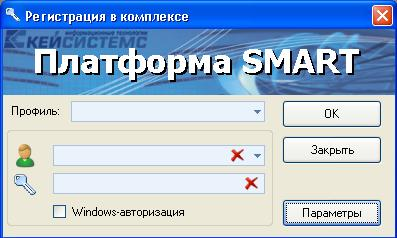 Регистрация в комплексе
информационные технологии
КЕЙСИСТЕМС
Платформа SMART
Профиль:
OK
Закрыть
Windows-авторизация
Параметры